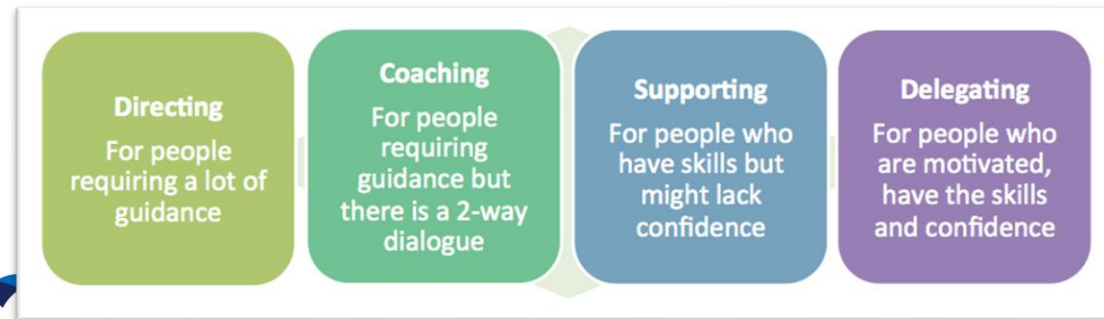 Directing
For people
requiring a lot of
guidance
Coaching
For people
requiring
guidance but
there is a 2-way
dialogue
Supporting
For people who
have skills but
might lack
confidence
Delegating
For people who
are motivated,
have the skills
and confidence